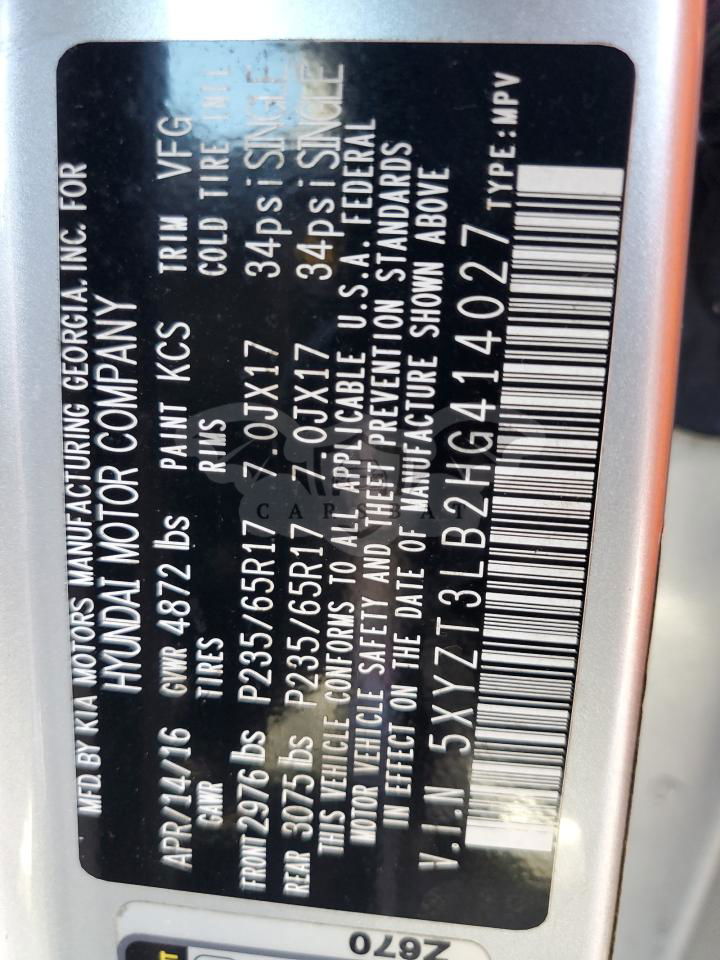 MFD. BY KIA MOTORS MANUFACTURING GEORGIA. INC. FOR
HYUNDAI MOTOR COMPANY
APR/14/16 GVWR 4872 lbs PAINT KCS TRIM VFG
GAWR TIRES RIMS COLD TIRE INFL
FRONT 2976 lbs P235/65R17 7.0JX17 34psi SINGLE
REAR 3075 lbs P235/65R17 7.0JX17 34psi SINGLE
THIS VEHICLE CONFORMS TO ALL APPLICABLE U.S.A. FEDERAL
MOTOR VEHICLE SAFETY AND THEFT PREVENTION STANDARDS
IN EFFECT ON THE DATE OF MANUFACTURE SHOWN ABOVE
V.I.N 5XYZT3LB2HG414027 TYPE:MPV
CARSBAT
Z670